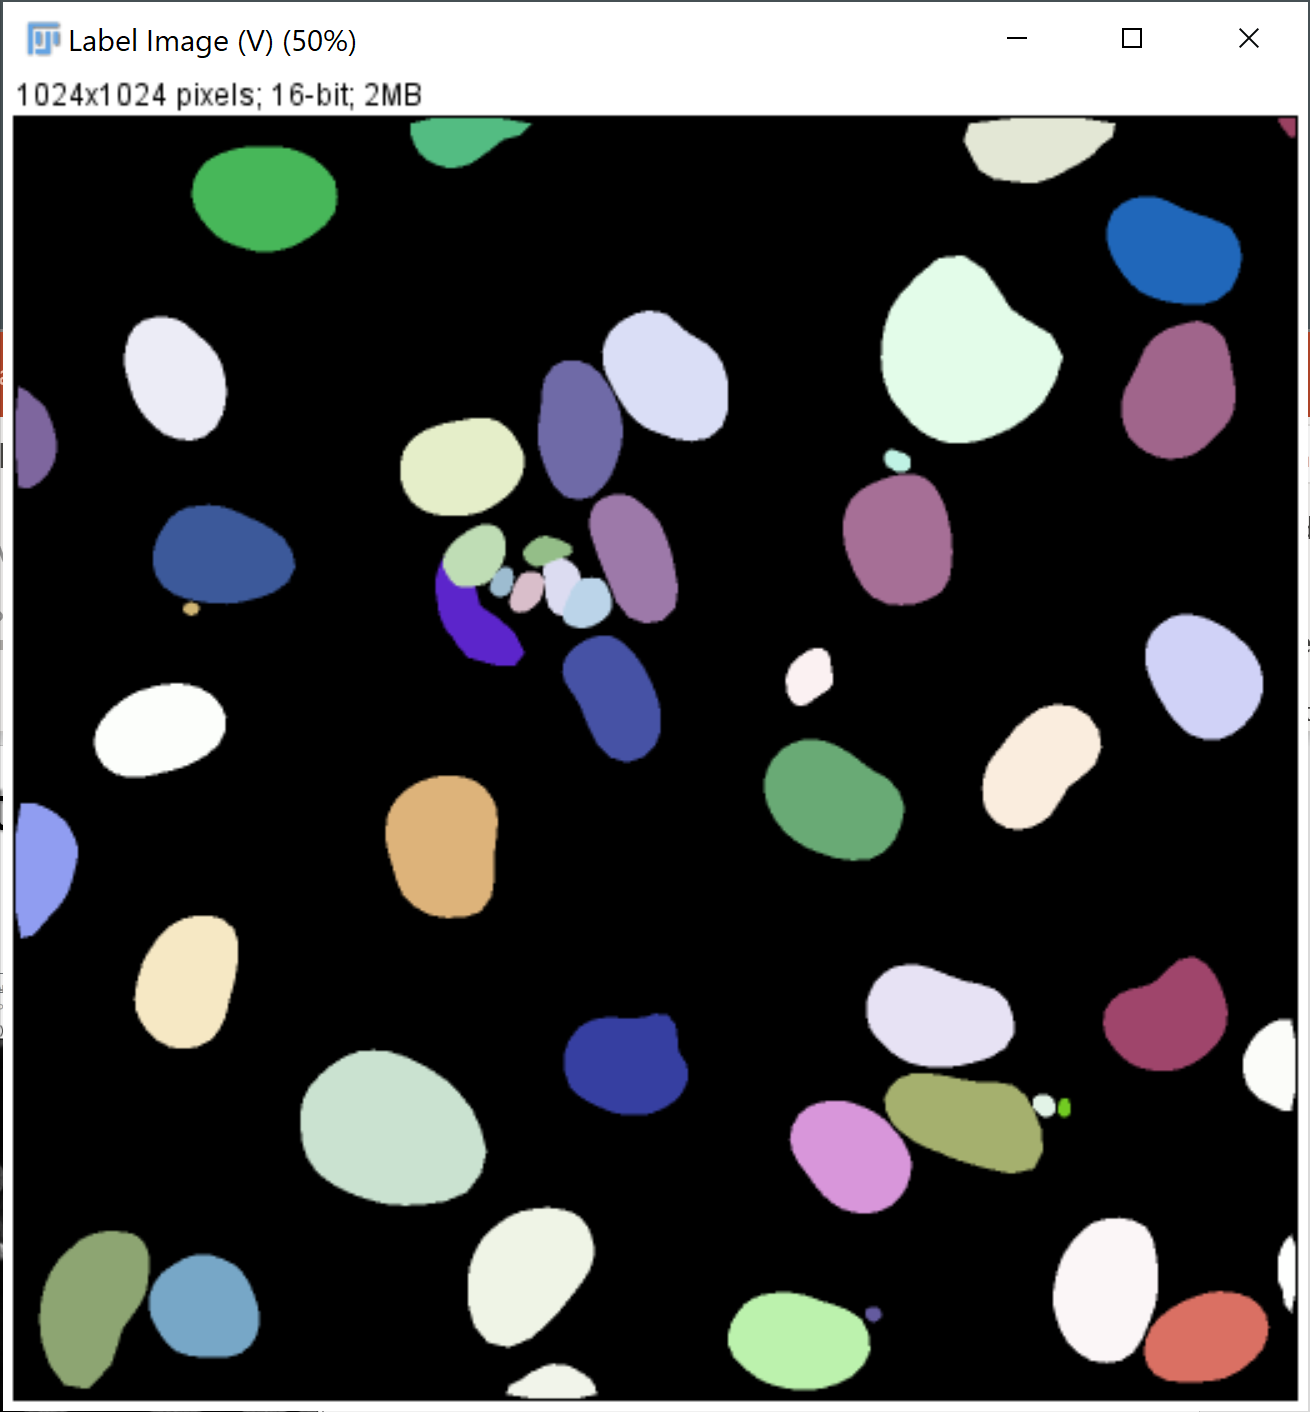 Label Image (V) (50%)
1024x1024 pixels; 16-bit; 2MB